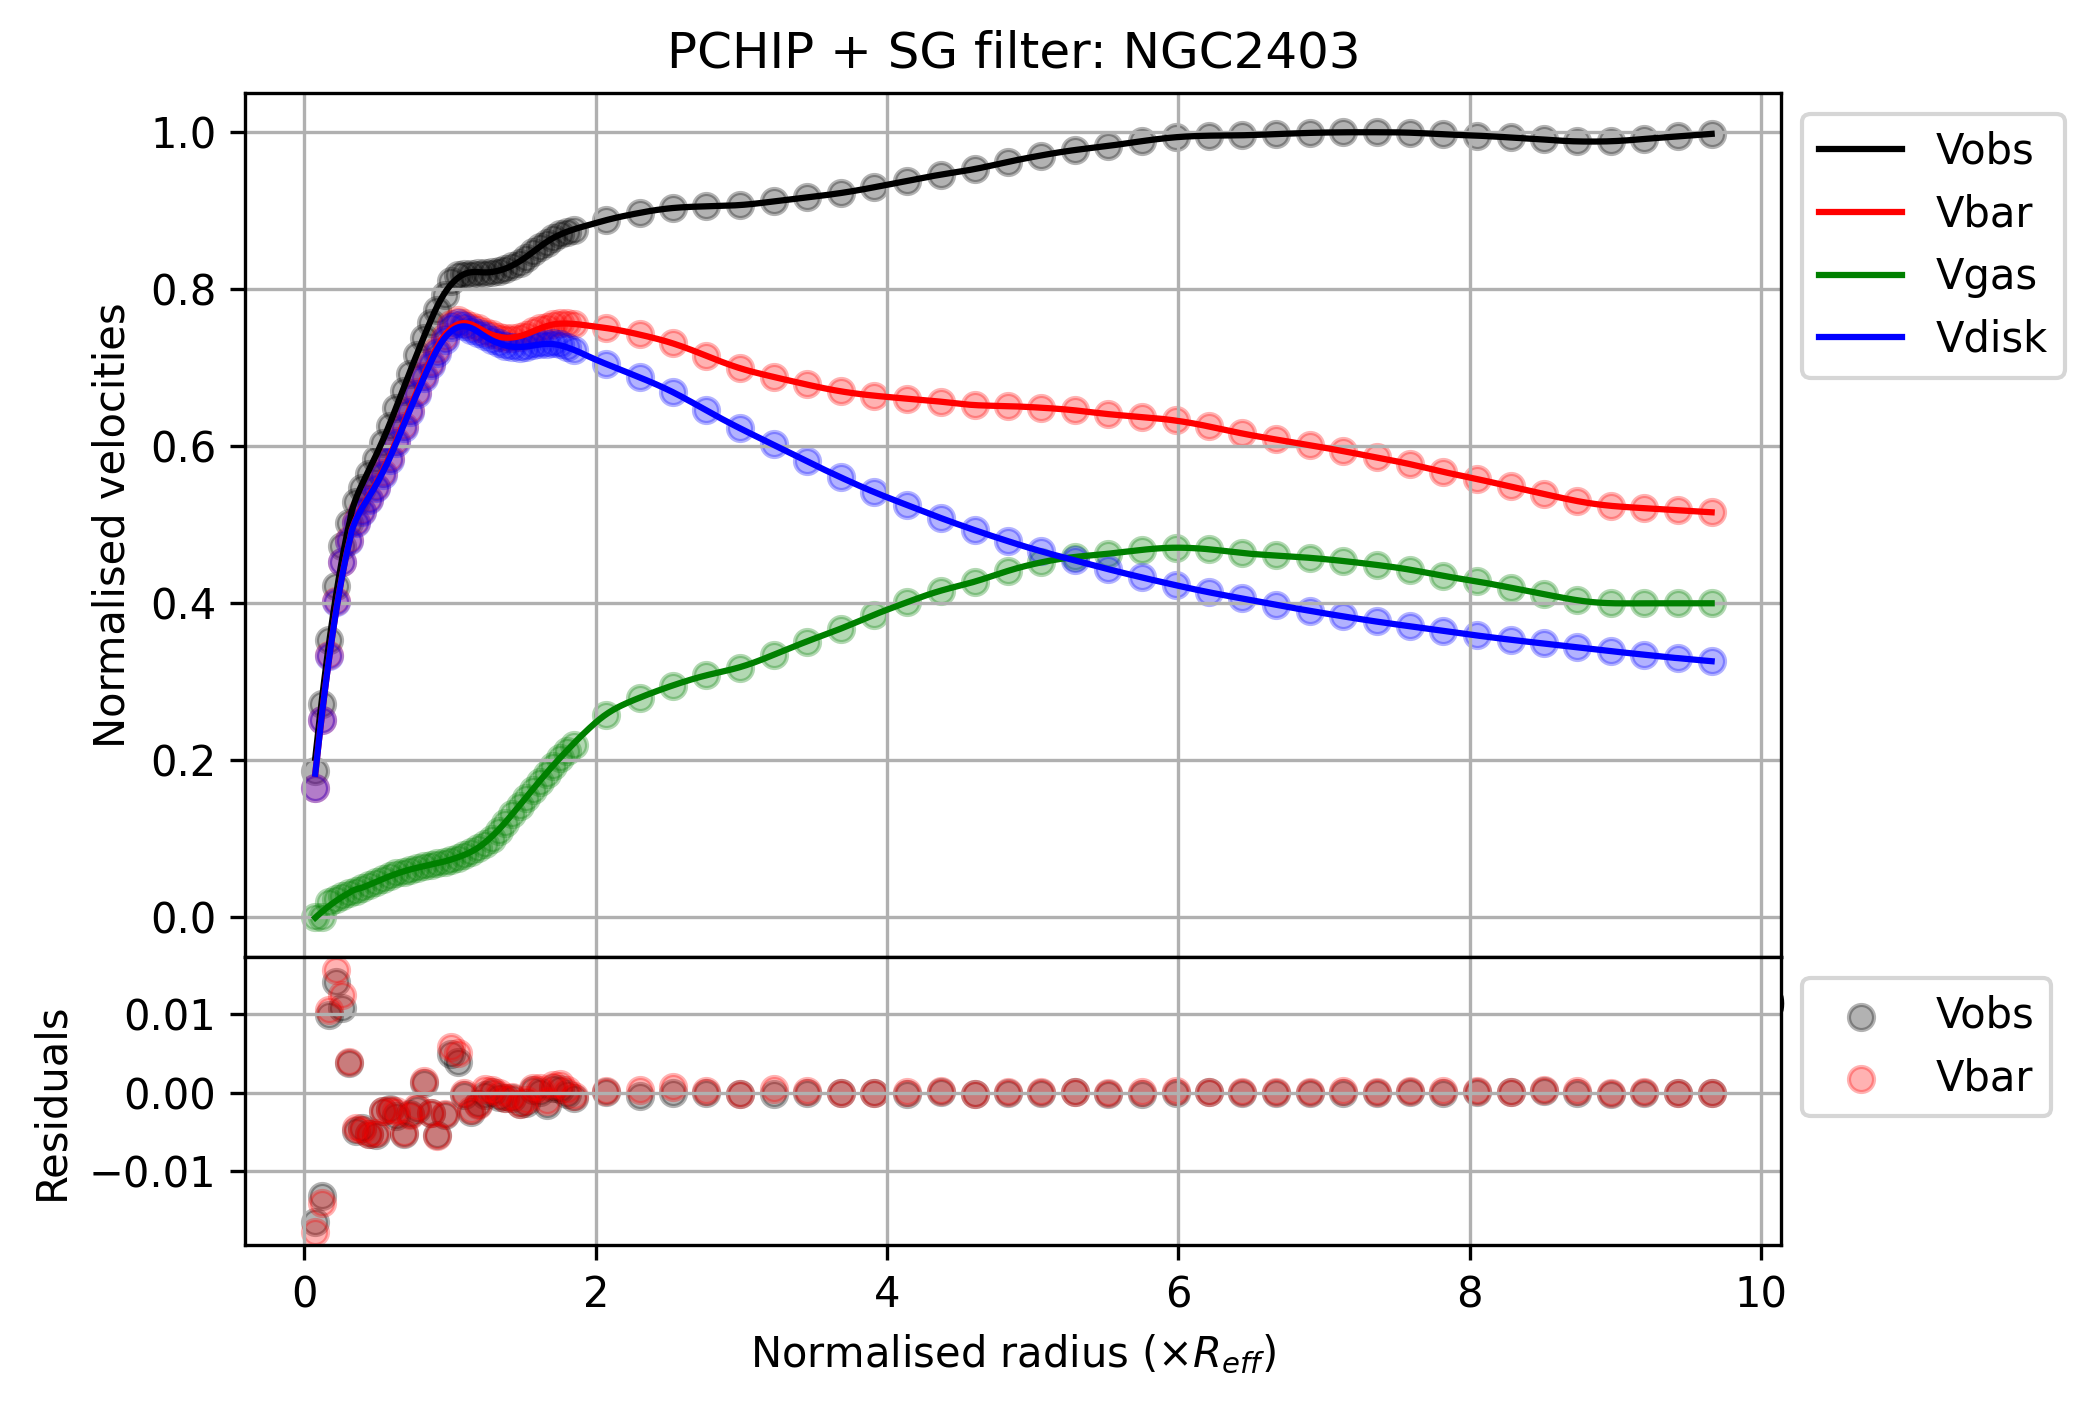 PCHIP + SG filter: NGC2403
Normalised velocities
1.0
0.8
0.6
0.4
0.2
0.0
Vobs
Vbar
Vgas
Vdisk
Residuals
0.01
0.00
−0.01
Vobs
Vbar
0 2 4 6 8 10
Normalised radius (×R_eff)